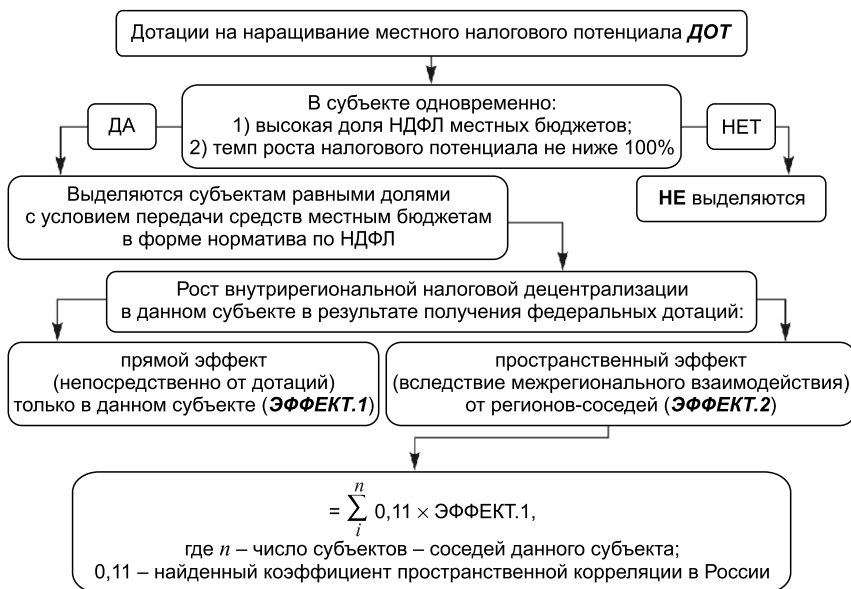 Дотации на наращивание местного налогового потенциала ДОТ
В субъекте одновременно:
1) высокая доля НДФЛ местных бюджетов;
2) темп роста налогового потенциала не ниже 100%
ДА
НЕТ
Выделяются субъектам равными долями
с условием передачи средств местным бюджетам
в форме норматива по НДФЛ
НЕ выделяются
Рост внутрирегиональной налоговой децентрализации
в данном субъекте в результате получения федеральных дотаций:
прямой эффект
(непосредственно от дотаций)
только в данном субъекте (ЭФФЕКТ.1)
пространственный эффект
(вследствие межрегионального взаимодействия)
от регионов-соседей (ЭФФЕКТ.2)
n
= ∑ 0,11 × ЭФФЕКТ.1,
i
где n – число субъектов – соседей данного субъекта;
0,11 – найденный коэффициент пространственной корреляции в России